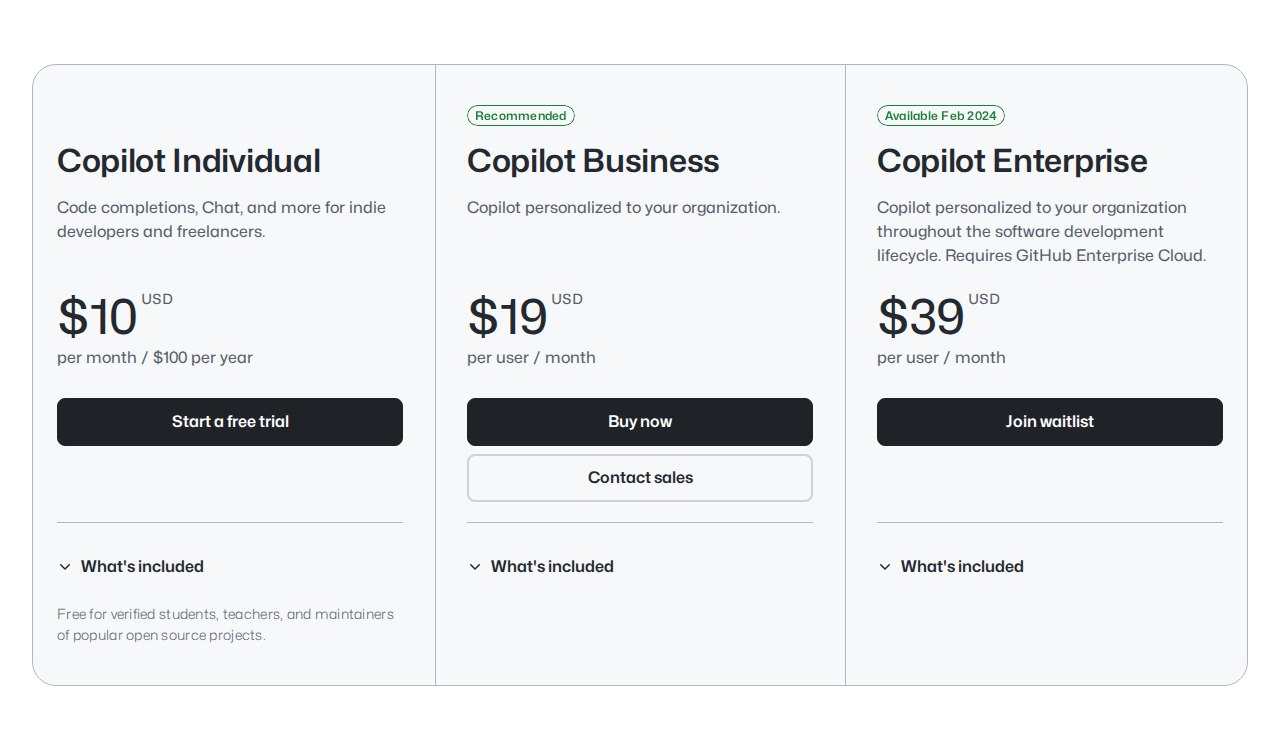 Copilot Individual
Code completions, Chat, and more for indie
developers and freelancers.
$10 USD
per month / $100 per year
Start a free trial
What's included
Free for verified students, teachers, and maintainers
of popular open source projects.
Recommended
Copilot Business
Copilot personalized to your organization.
$19 USD
per user / month
Buy now
Contact sales
What's included
Available Feb 2024
Copilot Enterprise
Copilot personalized to your organization
throughout the software development
lifecycle. Requires GitHub Enterprise Cloud.
$39 USD
per user / month
Join waitlist
What's included